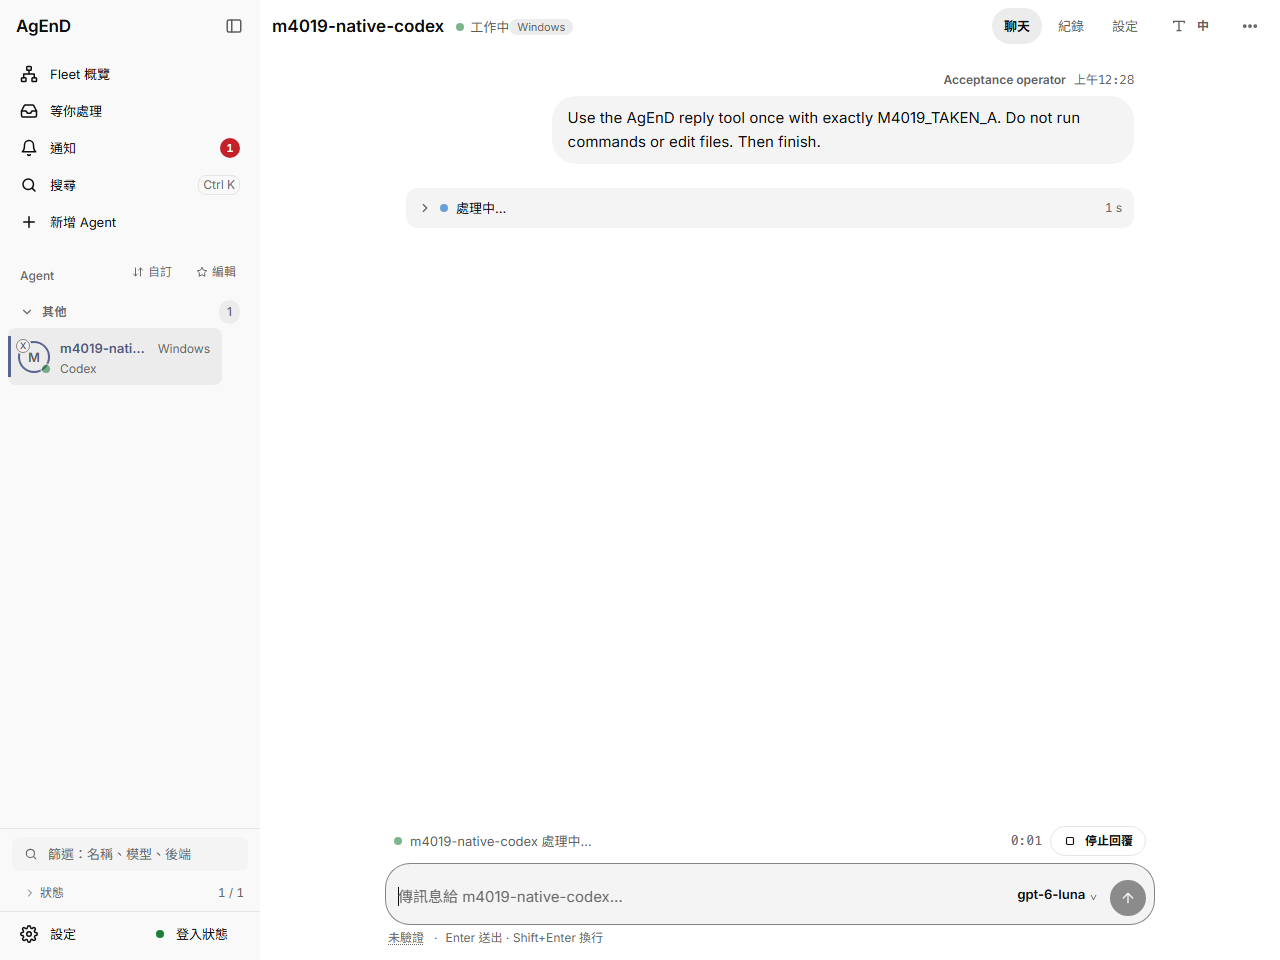 AgEnD
Fleet 概覽
等你處理
通知 1
搜尋 Ctrl K
新增 Agent
Agent 自訂 編輯
其他 1
X
M
m4019-nati... Windows
Codex
篩選：名稱、模型、後端
狀態 1 / 1
設定 登入狀態
m4019-native-codex 工作中 Windows
聊天 紀錄 設定 中
Acceptance operator 上午12:28
Use the AgEnD reply tool once with exactly M4019_TAKEN_A. Do not run
commands or edit files. Then finish.
處理中... 1 s
m4019-native-codex 處理中... 0:01 停止回覆
傳訊息給 m4019-native-codex... gpt-6-luna
未驗證 · Enter 送出 · Shift+Enter 換行